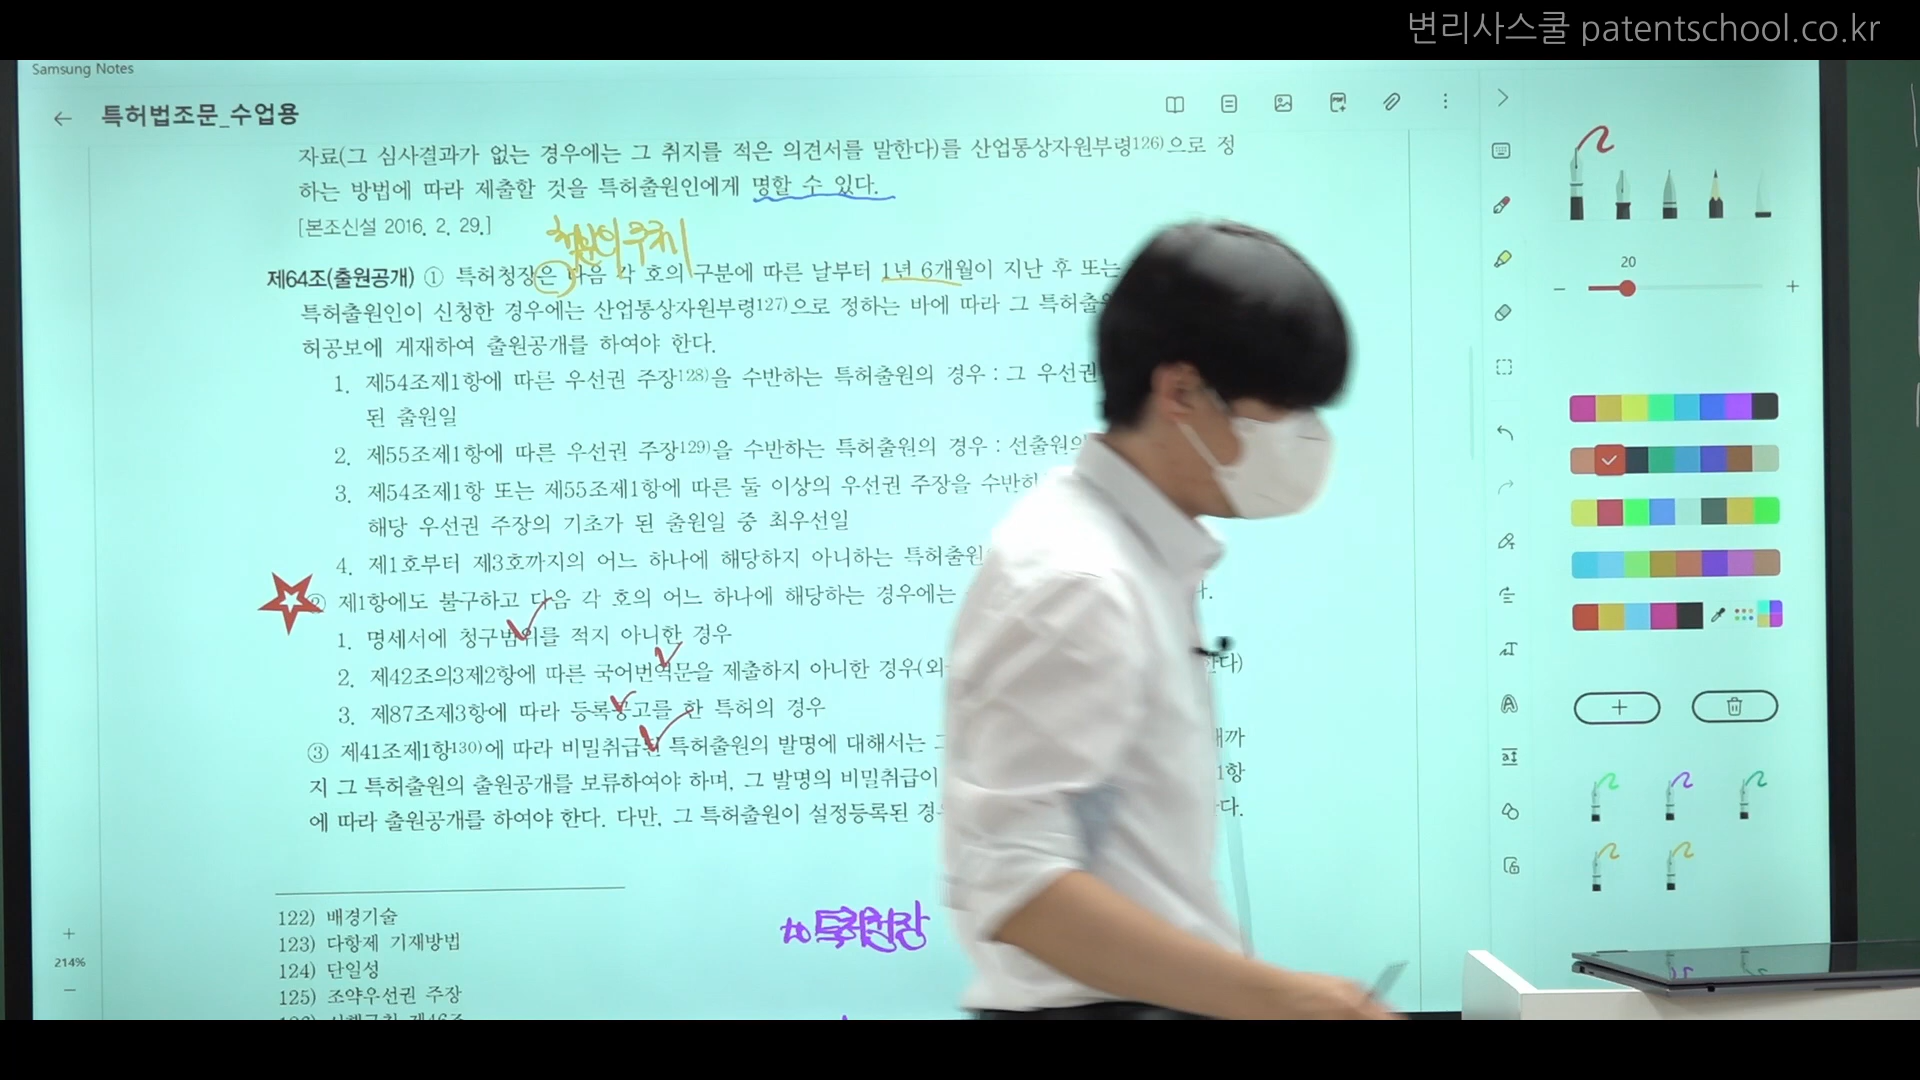 변리사스쿨 patentschool.co.kr
Samsung Notes
특허법조문_수업용
자료(그 심사결과가 없는 경우에는 그 취지를 적은 의견서를 말한다)를 산업통상자원부령126)으로 정
하는 방법에 따라 제출할 것을 특허출원인에게 명할 수 있다.
[본조신설 2016. 2. 29.]
제64조(출원공개) ① 특허청장은 다음 각 호의 구분에 따른 날부터 1년 6개월이 지난 후 또는
특허출원인이 신청한 경우에는 산업통상자원부령127)으로 정하는 바에 따라 그 특허출
허공보에 게재하여 출원공개를 하여야 한다.
1. 제54조제1항에 따른 우선권 주장128)을 수반하는 특허출원의 경우 : 그 우선권
된 출원일
2. 제55조제1항에 따른 우선권 주장129)을 수반하는 특허출원의 경우 : 선출원의
3. 제54조제1항 또는 제55조제1항에 따른 둘 이상의 우선권 주장을 수반하
해당 우선권 주장의 기초가 된 출원일 중 최우선일
4. 제1호부터 제3호까지의 어느 하나에 해당하지 아니하는 특허출원
② 제1항에도 불구하고 다음 각 호의 어느 하나에 해당하는 경우에는 다.
1. 명세서에 청구범위를 적지 아니한 경우
2. 제42조의3제2항에 따른 국어번역문을 제출하지 아니한 경우(외 한다)
3. 제87조제3항에 따라 등록공고를 한 특허의 경우
③ 제41조제1항130)에 따라 비밀취급된 특허출원의 발명에 대해서는 그 때까
지 그 특허출원의 출원공개를 보류하여야 하며, 그 발명의 비밀취급이 1항
에 따라 출원공개를 하여야 한다. 다만, 그 특허출원이 설정등록된 경우 한다.
122) 배경기술
123) 다항제 기재방법
124) 단일성
125) 조약우선권 주장
to 특허청장
20
214%